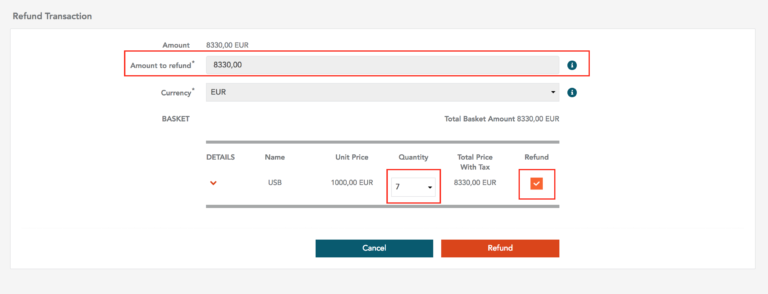 Refund Transaction
Amount 8330,00 EUR
Amount to refund* 8330,00 i
Currency* EUR i
BASKET Total Basket Amount 8330,00 EUR
DETAILS Name Unit Price Quantity Total Price Refund
With Tax
USB 1000,00 EUR 7 8330,00 EUR
Cancel Refund